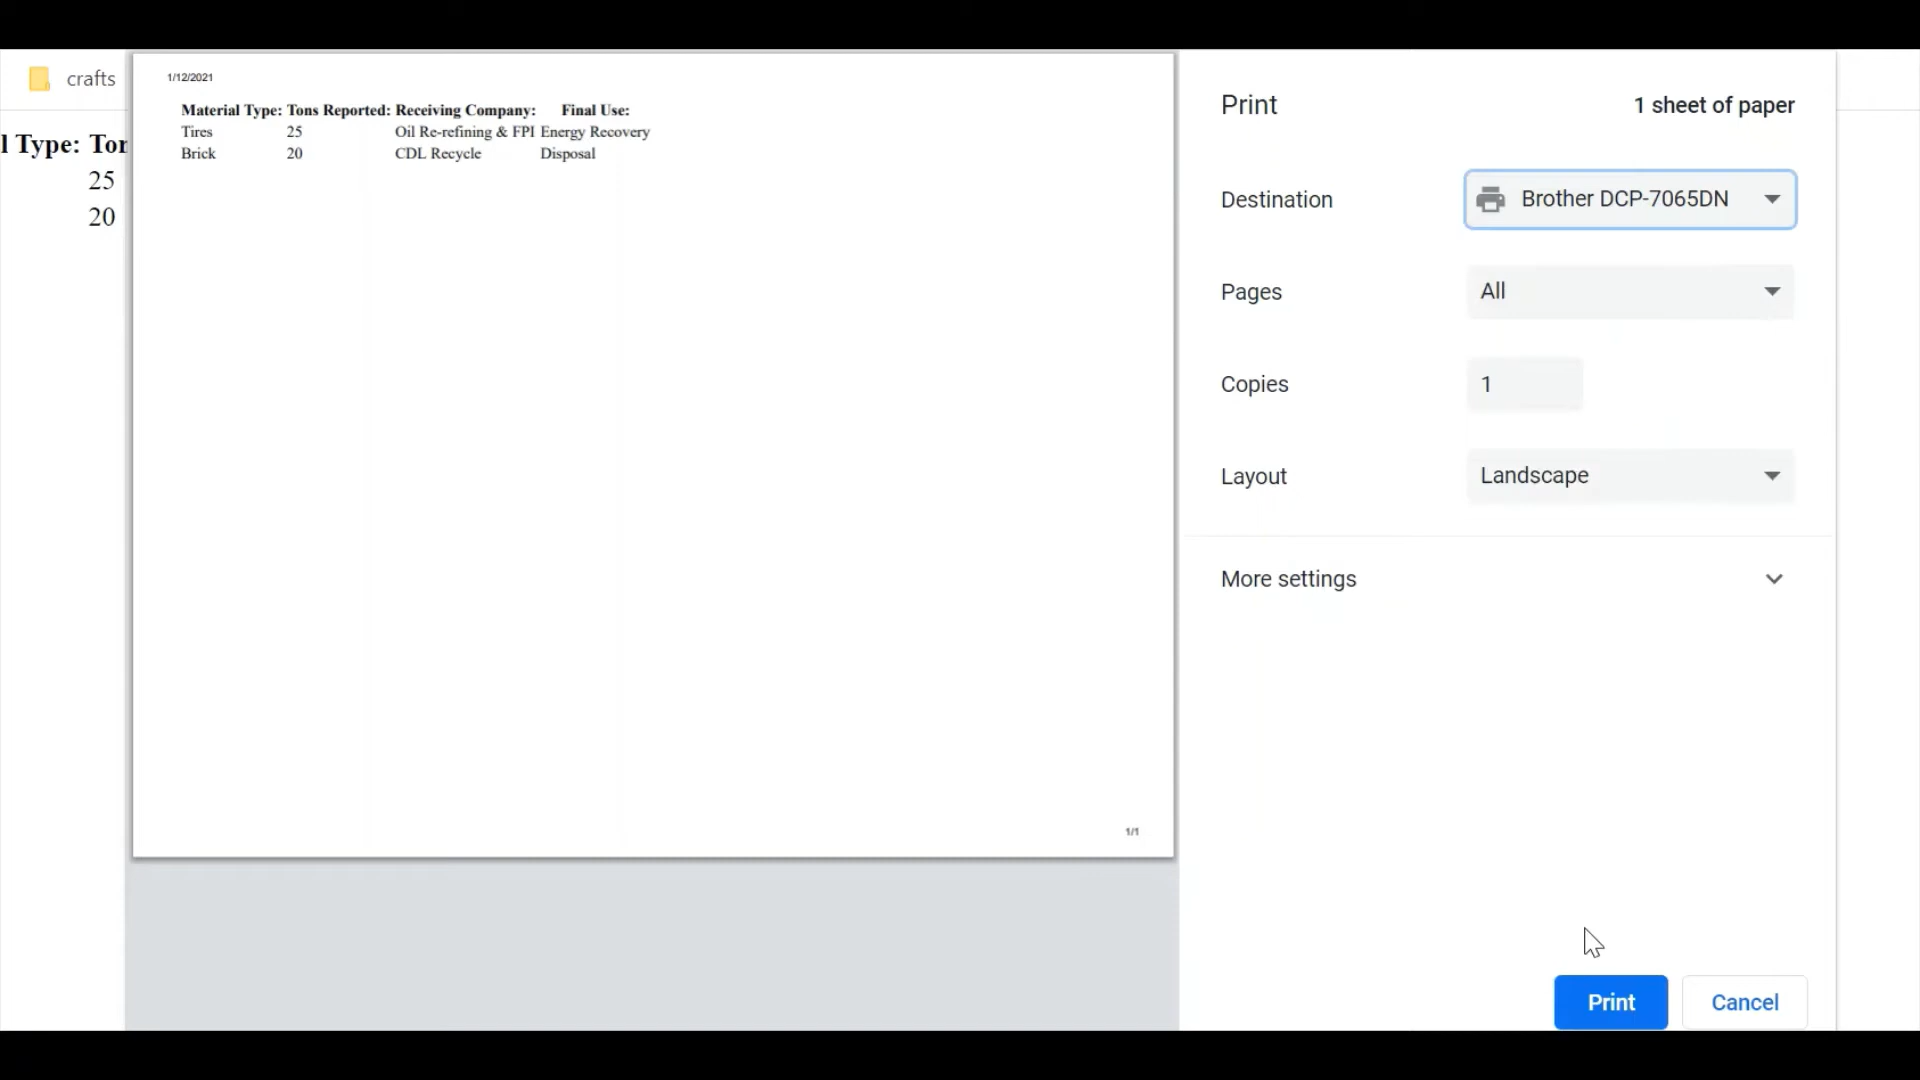 crafts
l Type: Tor
25
20
1/12/2021
Material Type: Tons Reported: Receiving Company: Final Use:
Tires 25 Oil Re-refining & FPI Energy Recovery
Brick 20 CDL Recycle Disposal
1/1
Print 1 sheet of paper
Destination Brother DCP-7065DN
Pages All
Copies 1
Layout Landscape
More settings
Print Cancel